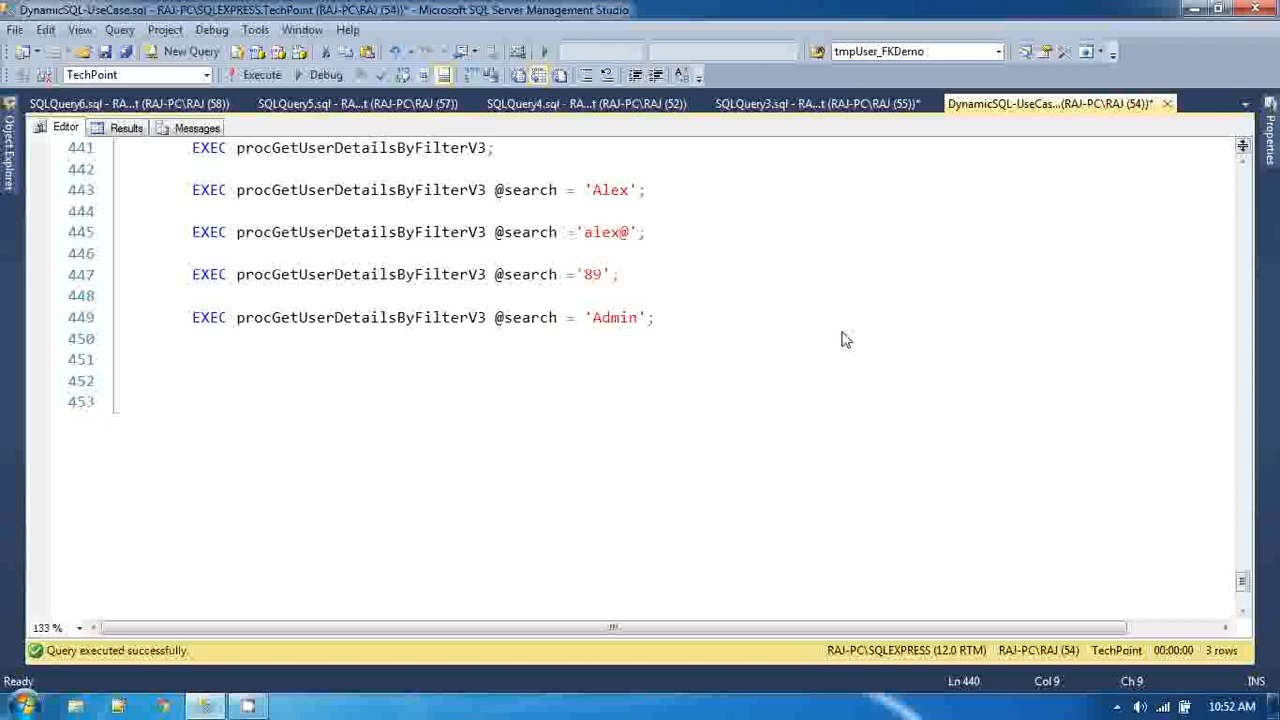 DynamicSQL-UseCase.sql - RAJ-PC\SQLEXPRESS.TechPoint (RAJ-PC\RAJ (54))* - Microsoft SQL Server Management Studio
File Edit View Query Project Debug Tools Window Help
New Query tmpUser_FKDemo
TechPoint Execute Debug
SQLQuery6.sql - RA...t (RAJ-PC\RAJ (58)) SQLQuery5.sql - RA...t (RAJ-PC\RAJ (57)) SQLQuery4.sql - RA...t (RAJ-PC\RAJ (52)) SQLQuery3.sql - RA...t (RAJ-PC\RAJ (55))* DynamicSQL-UseCas...(RAJ-PC\RAJ (54))*
Object Explorer
Properties
Editor Results Messages
441 EXEC procGetUserDetailsByFilterV3;
442
443 EXEC procGetUserDetailsByFilterV3 @search = 'Alex';
444
445 EXEC procGetUserDetailsByFilterV3 @search ='alex@';
446
447 EXEC procGetUserDetailsByFilterV3 @search ='89';
448
449 EXEC procGetUserDetailsByFilterV3 @search = 'Admin';
450
451
452
453
133 %
Query executed successfully. RAJ-PC\SQLEXPRESS (12.0 RTM) RAJ-PC\RAJ (54) TechPoint 00:00:00 3 rows
Ready Ln 440 Col 9 Ch 9 INS
10:52 AM